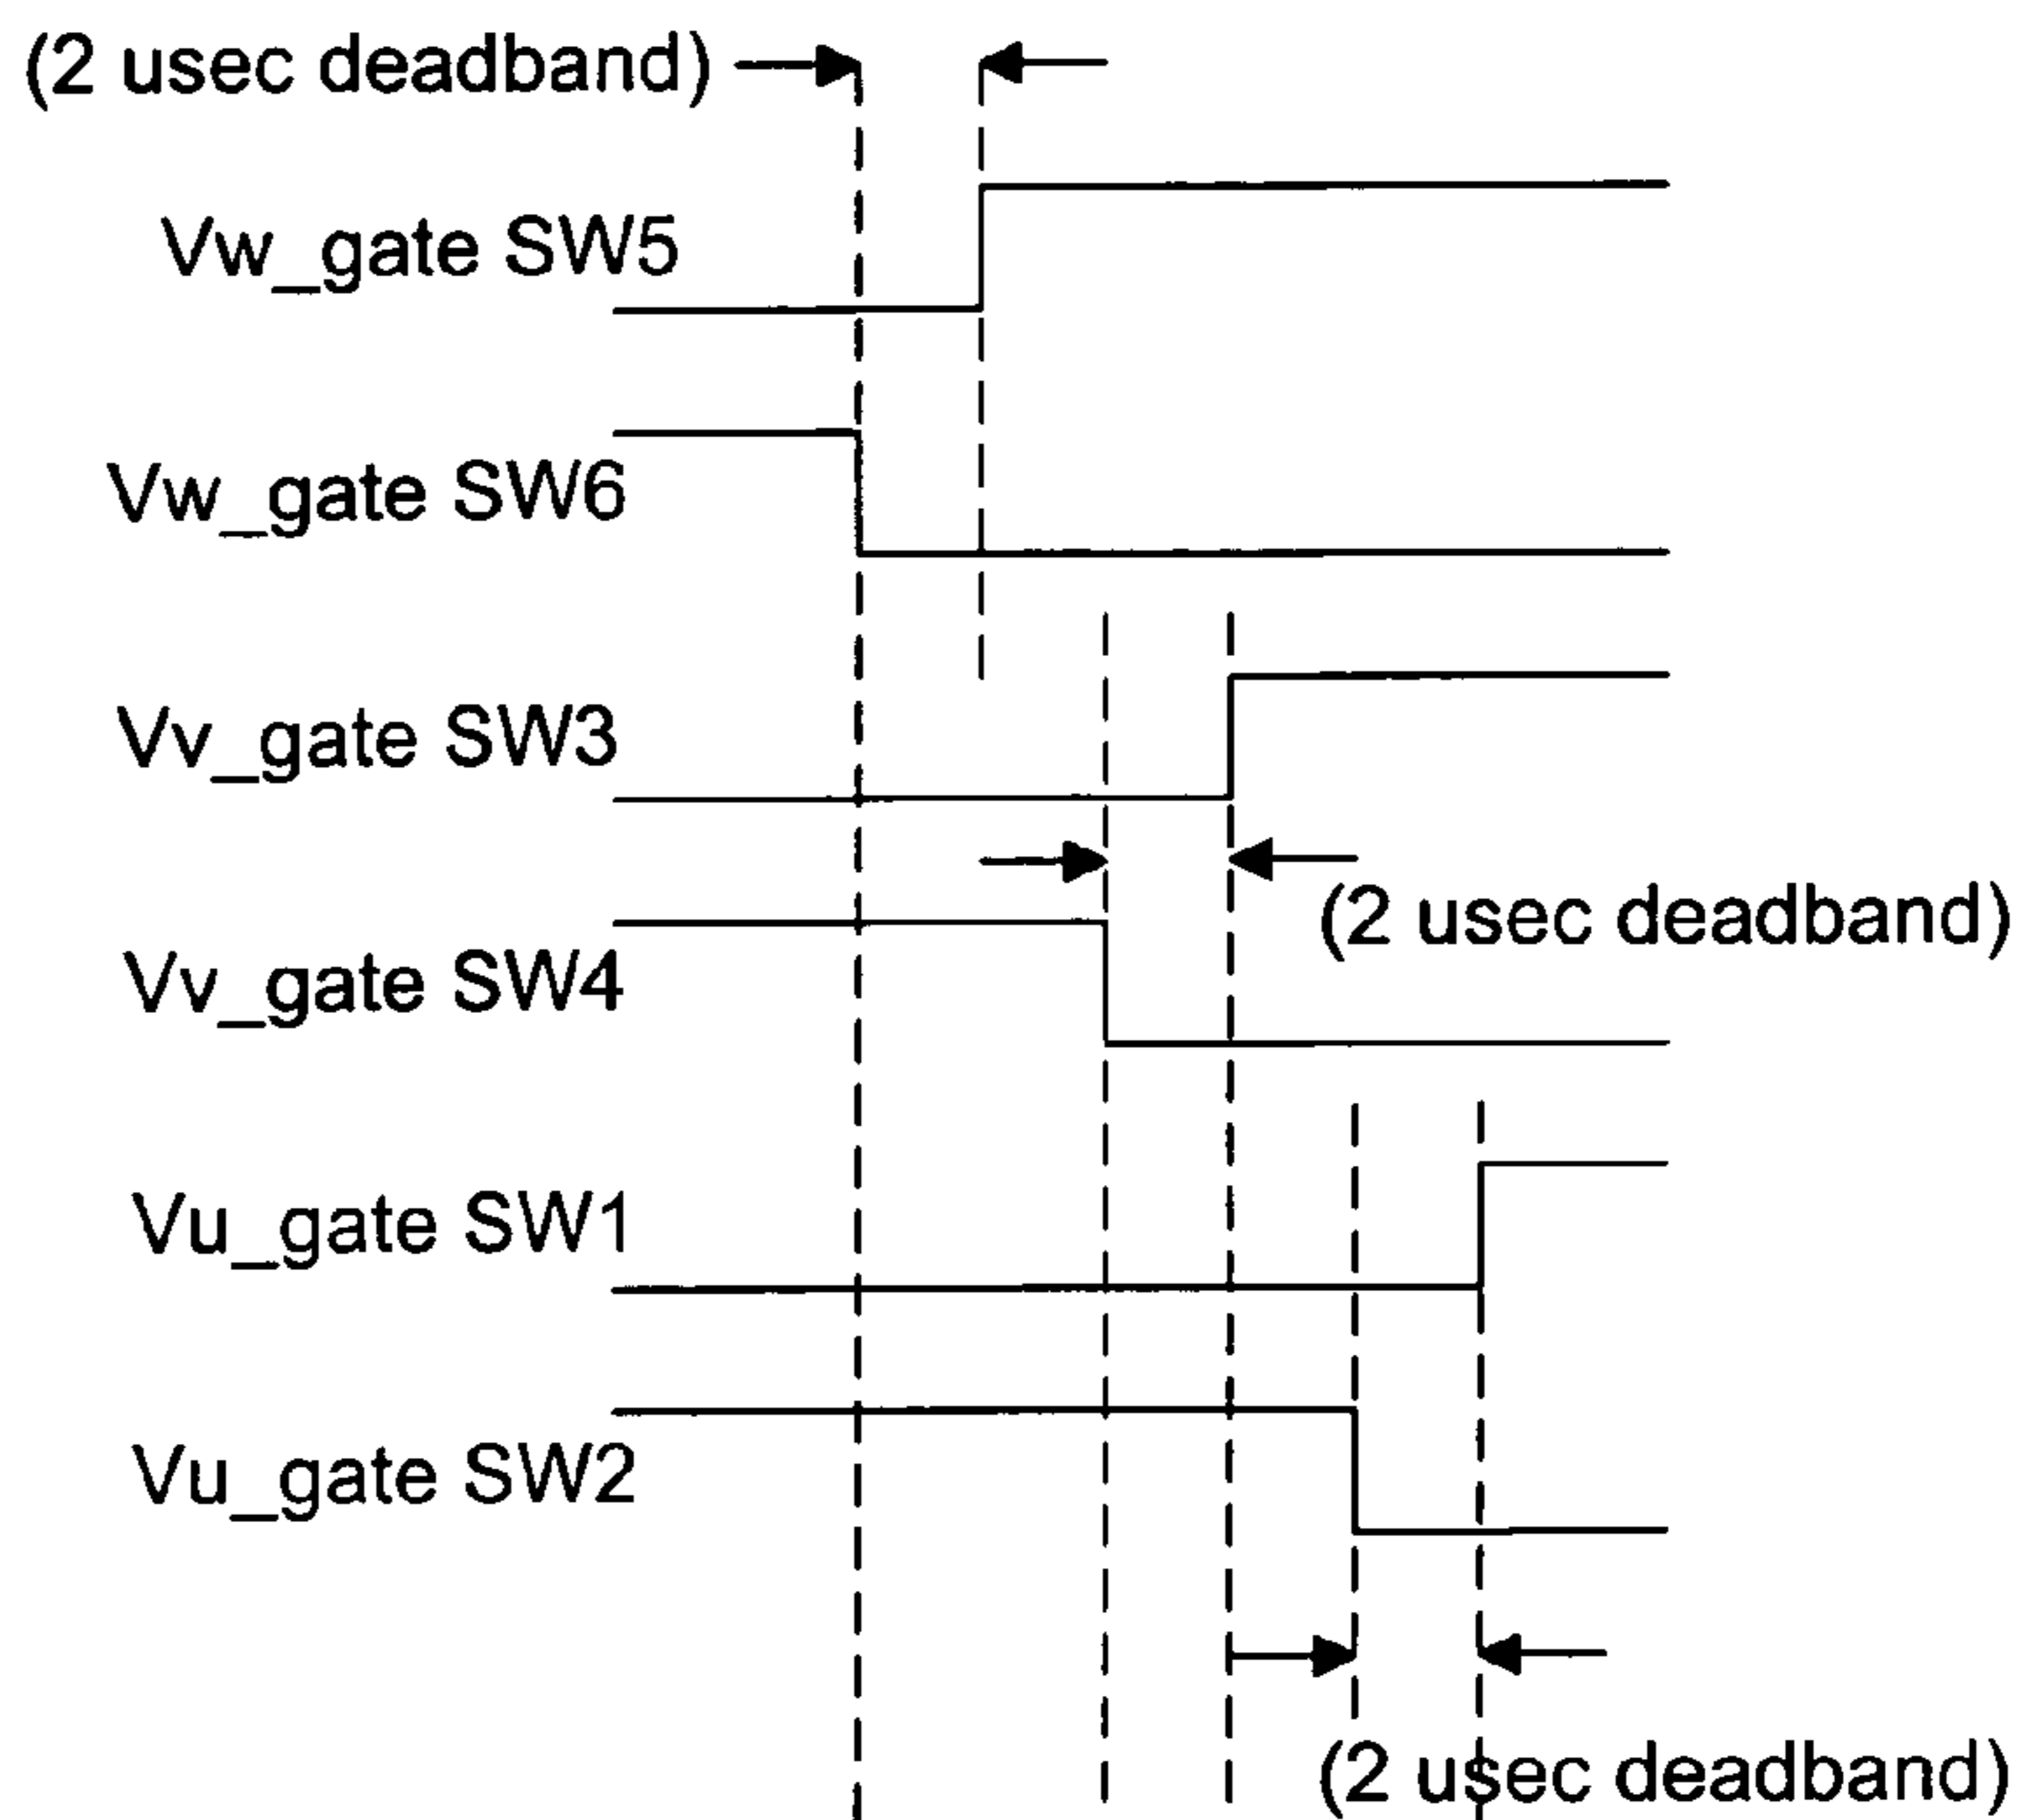 (2 usec deadband)
Vw_gate SW5
Vw_gate SW6
Vv_gate SW3
(2 usec deadband)
Vv_gate SW4
Vu_gate SW1
Vu_gate SW2
(2 usec deadband)